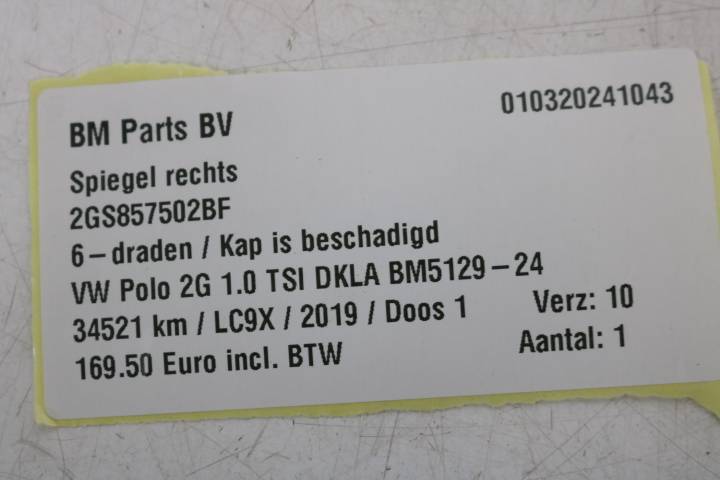 BM Parts BV 010320241043
Spiegel rechts
2GS857502BF
6-draden / Kap is beschadigd
VW Polo 2G 1.0 TSI DKLA BM5129-24
34521 km / LC9X / 2019 / Doos 1 Verz: 10
169.50 Euro incl. BTW Aantal: 1